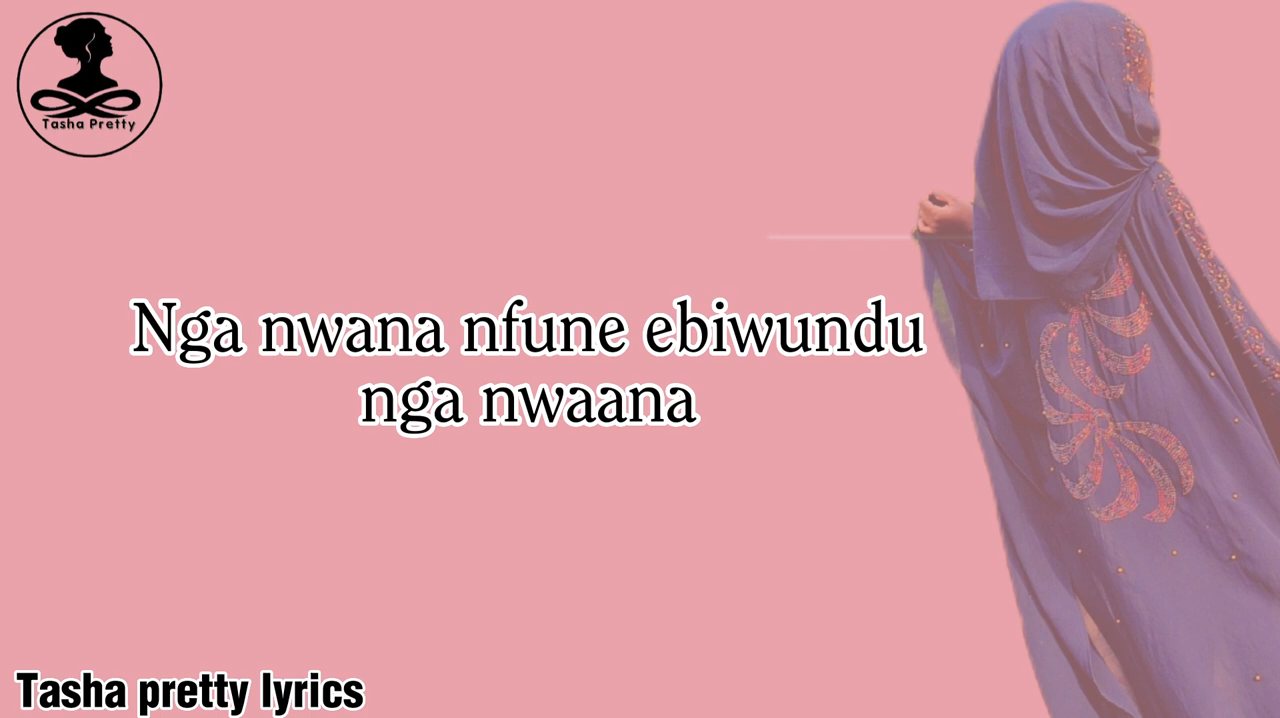 Tasha Pretty
Nga nwana nfune ebiwundu
nga nwaana
Tasha pretty lyrics